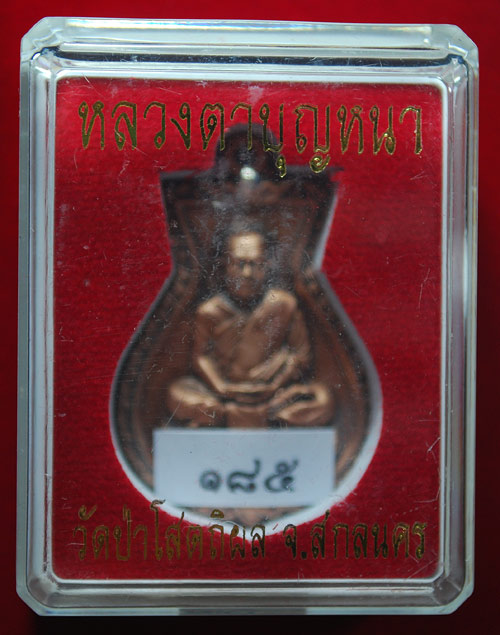 หลวงตาบุญหนา
๑๘๕
วัดป่าโสตถิผล จ.สกลนคร